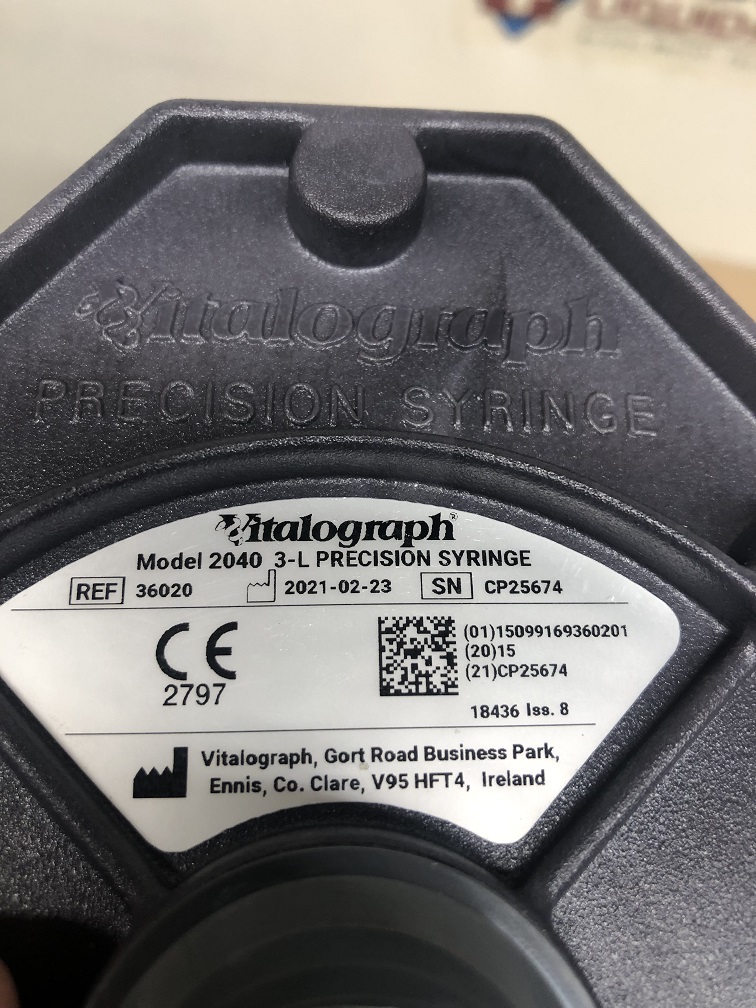 Vitalograph
PRECISION SYRINGE
Vitalograph®
Model 2040 3-L PRECISION SYRINGE
REF 36020 2021-02-23 SN CP25674
CE
2797
(01)15099169360201
(20)15
(21)CP25674
18436 Iss. 8
Vitalograph, Gort Road Business Park,
Ennis, Co. Clare, V95 HFT4, Ireland